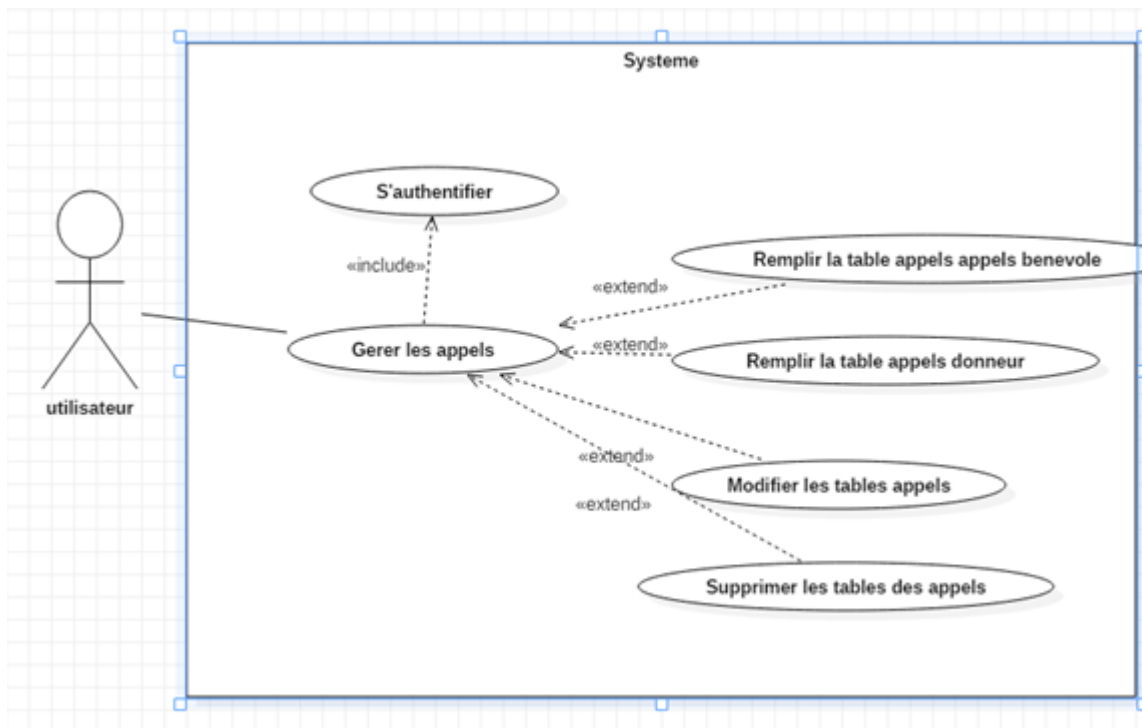 Systeme
S'authentifier
«include»
Remplir la table appels appels benevole
«extend»
Gerer les appels
«extend»
Remplir la table appels donneur
utilisateur
«extend»
Modifier les tables appels
«extend»
Supprimer les tables des appels